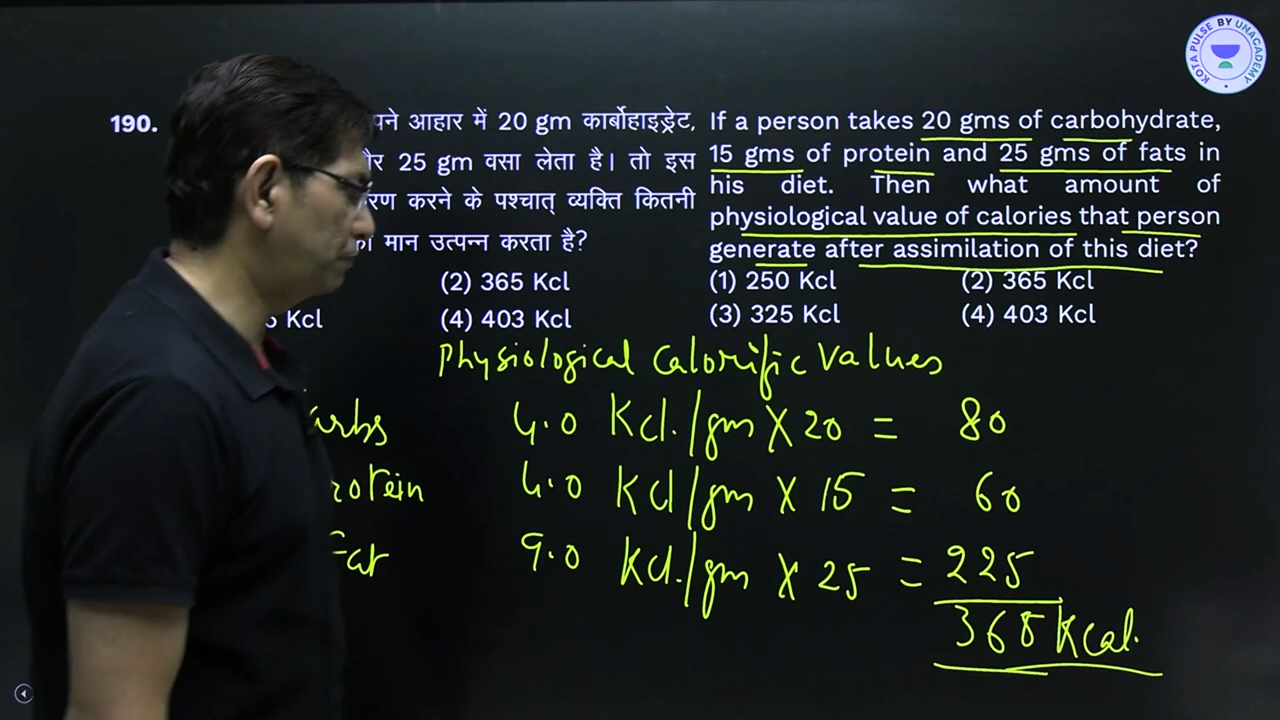 KOTA PULSE BY UNACADEMY
190.
पने आहार में 20 gm कार्बोहाइड्रेट,
25 gm वसा लेता है। तो इस
करने के पश्चात् व्यक्ति कितनी
मान उत्पन्न करता है?
(2) 365 Kcl
Kcl (4) 403 Kcl
If a person takes 20 gms of carbohydrate,
15 gms of protein and 25 gms of fats in
his diet. Then what amount of
physiological value of calories that person
generate after assimilation of this diet?
(1) 250 Kcl (2) 365 Kcl
(3) 325 Kcl (4) 403 Kcl
Physiological Calorific Values
arbs 4.0 Kcl./gm X 20 = 80
rotein 4.0 Kcl/gm X 15 = 60
Fat 9.0 Kcl./gm X 25 = 225
365 Kcal.